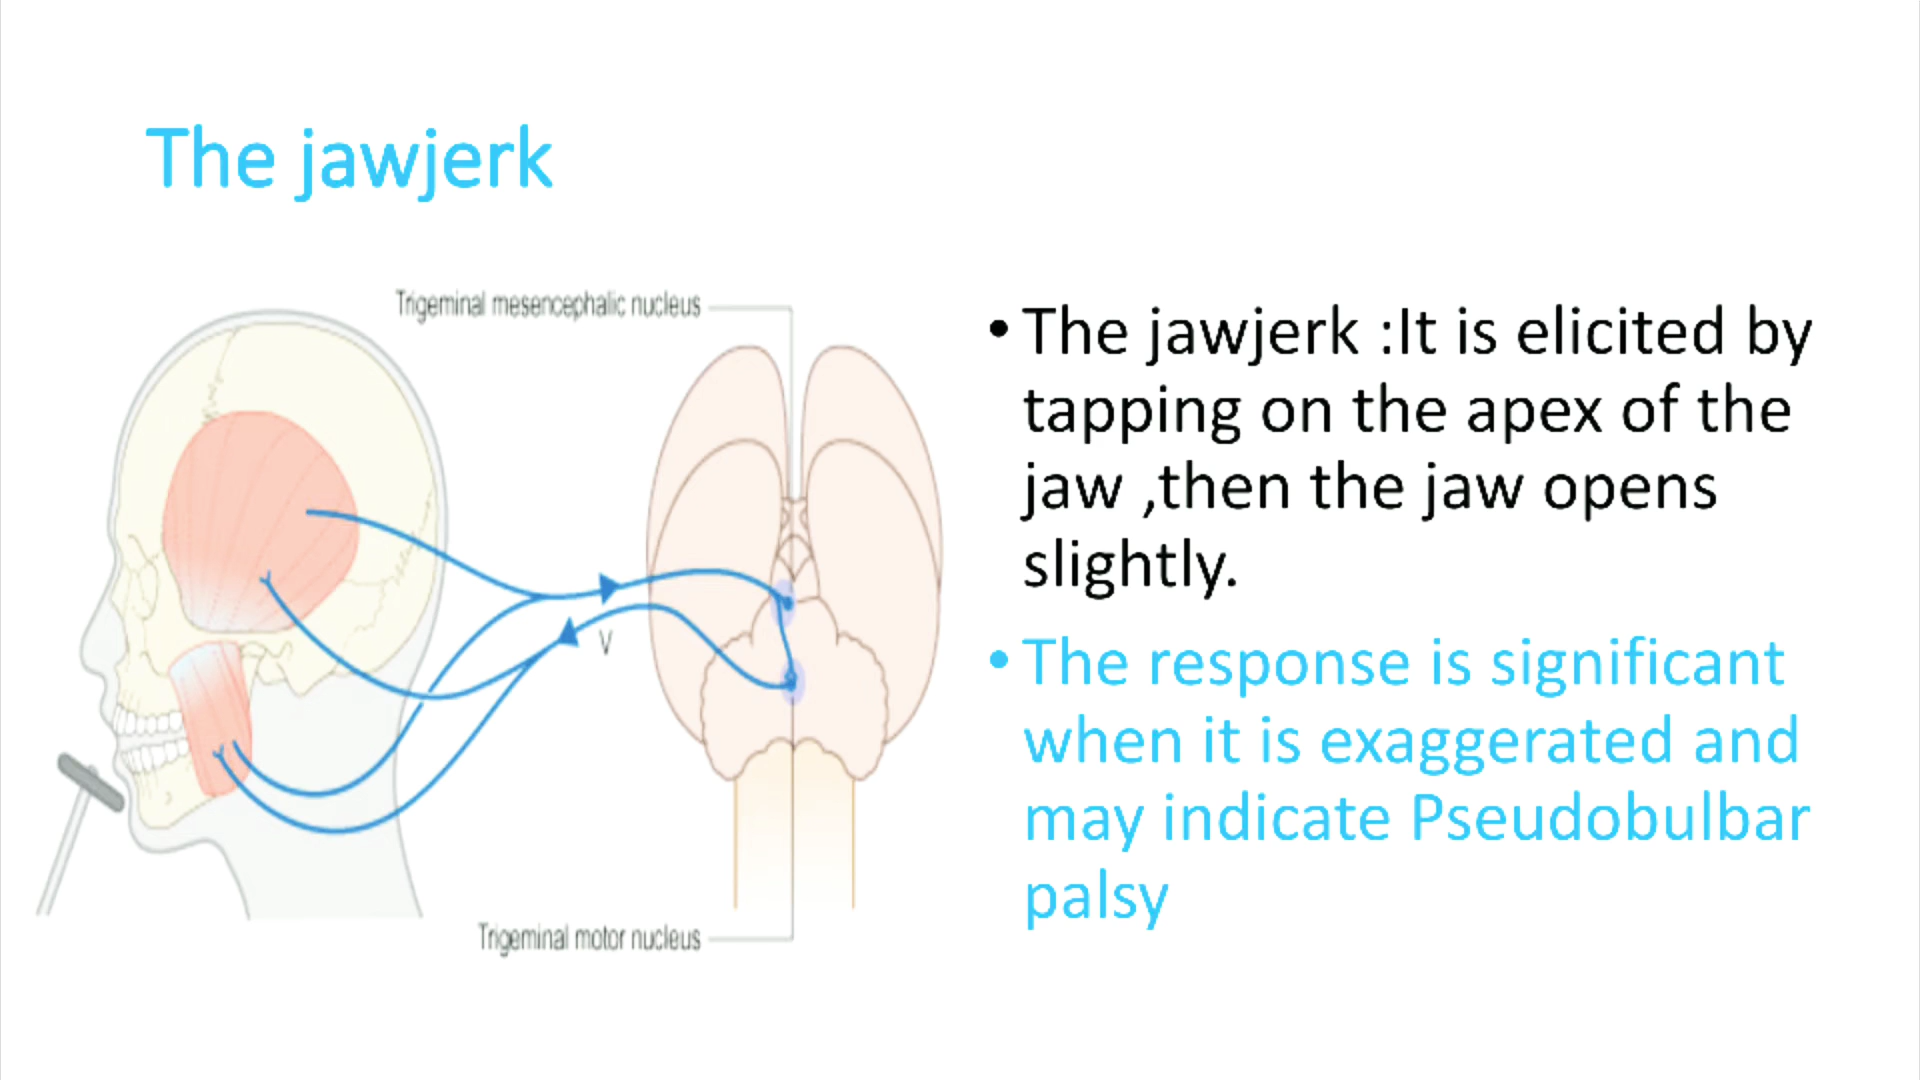 The jawjerk
Trigeminal mesencephalic nucleus
V
Trigeminal motor nucleus
• The jawjerk :It is elicited by
tapping on the apex of the
jaw ,then the jaw opens
slightly.
• The response is significant
when it is exaggerated and
may indicate Pseudobulbar
palsy